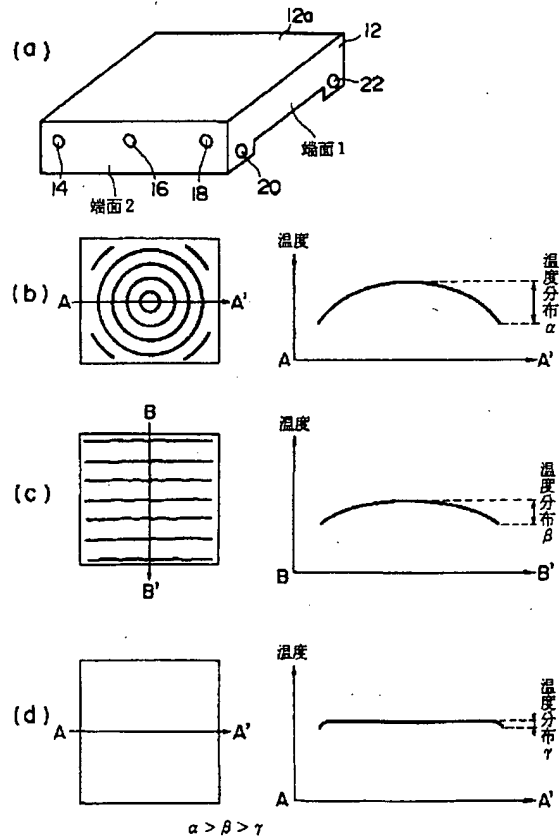 (a)
12a
12
22
端面1
14
16
18
20
端面2
(b)
A
A'
温度
温度分布α
A
A'
(c)
B
B'
温度
温度分布β
B
B'
(d)
A
A'
温度
温度分布γ
A
A'
α > β > γ